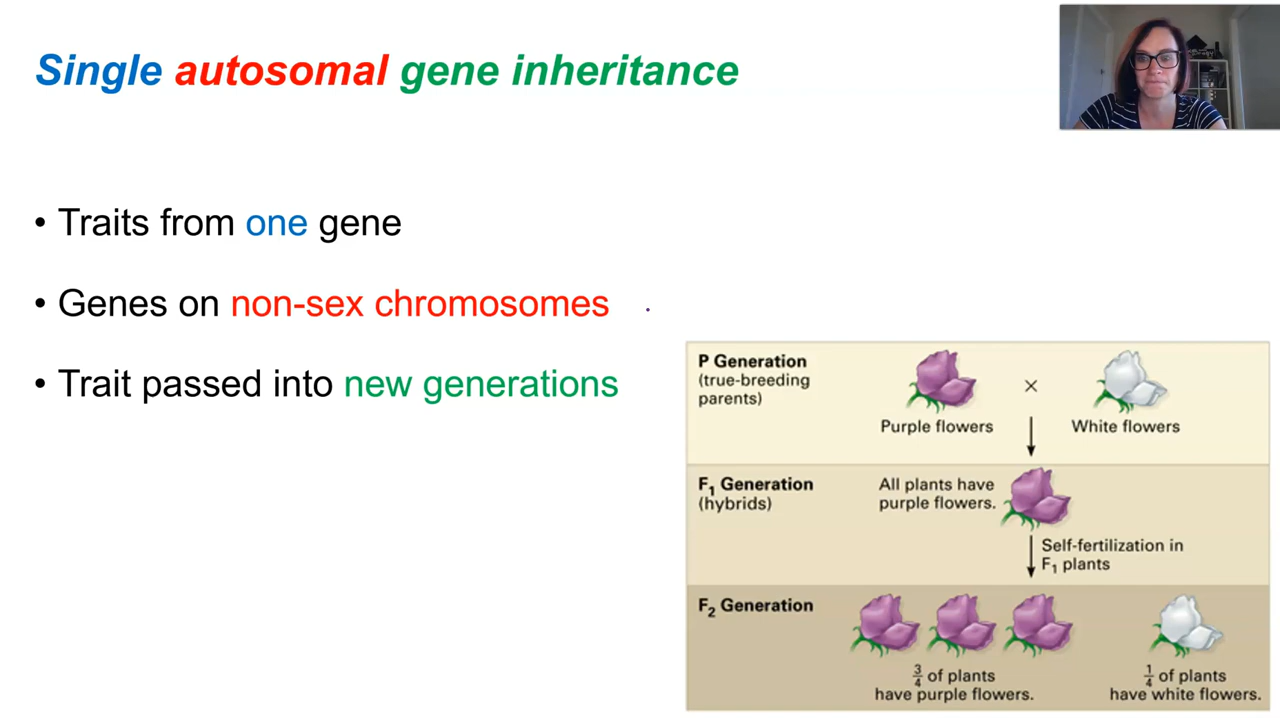 Single autosomal gene inheritance
• Traits from one gene
• Genes on non-sex chromosomes
• Trait passed into new generations
P Generation
(true-breeding
parents)
×
Purple flowers
White flowers
F₁ Generation
(hybrids)
All plants have
purple flowers.
Self-fertilization in
F₁ plants
F₂ Generation
3/4 of plants
have purple flowers.
1/4 of plants
have white flowers.